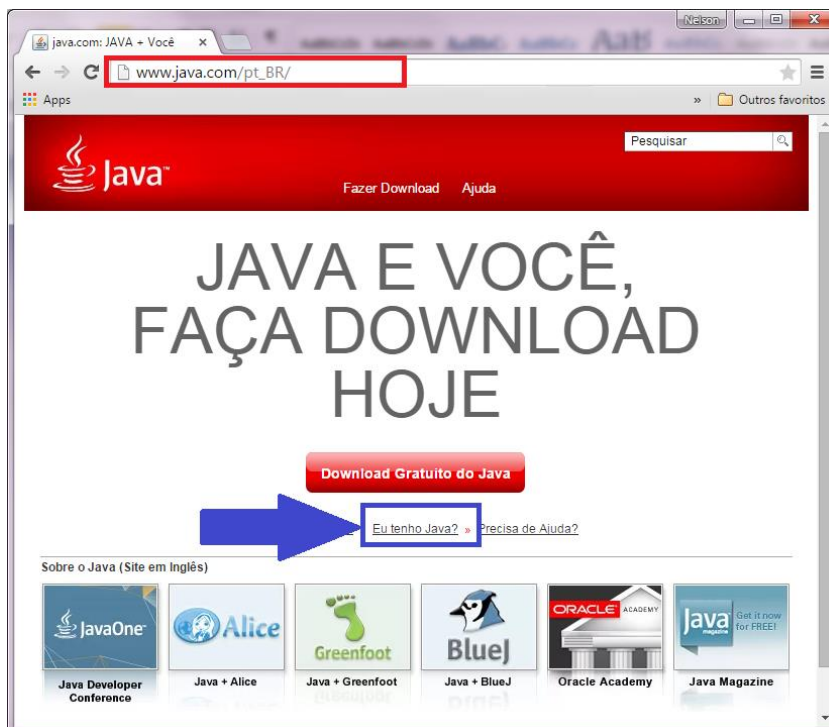 Nelson
java.com: JAVA + Você
www.java.com/pt_BR/
Apps
» Outros favoritos
Pesquisar
Java™
Fazer Download Ajuda
JAVA E VOCÊ,
FAÇA DOWNLOAD
HOJE
Download Gratuito do Java
Eu tenho Java? » Precisa de Ajuda?
Sobre o Java (Site em Inglês)
JavaOne™
Alice
Greenfoot
BlueJ
ORACLE ACADEMY
Java magazine
Get it now
for FREE!
Java Developer
Conference
Java + Alice
Java + Greenfoot
Java + BlueJ
Oracle Academy
Java Magazine